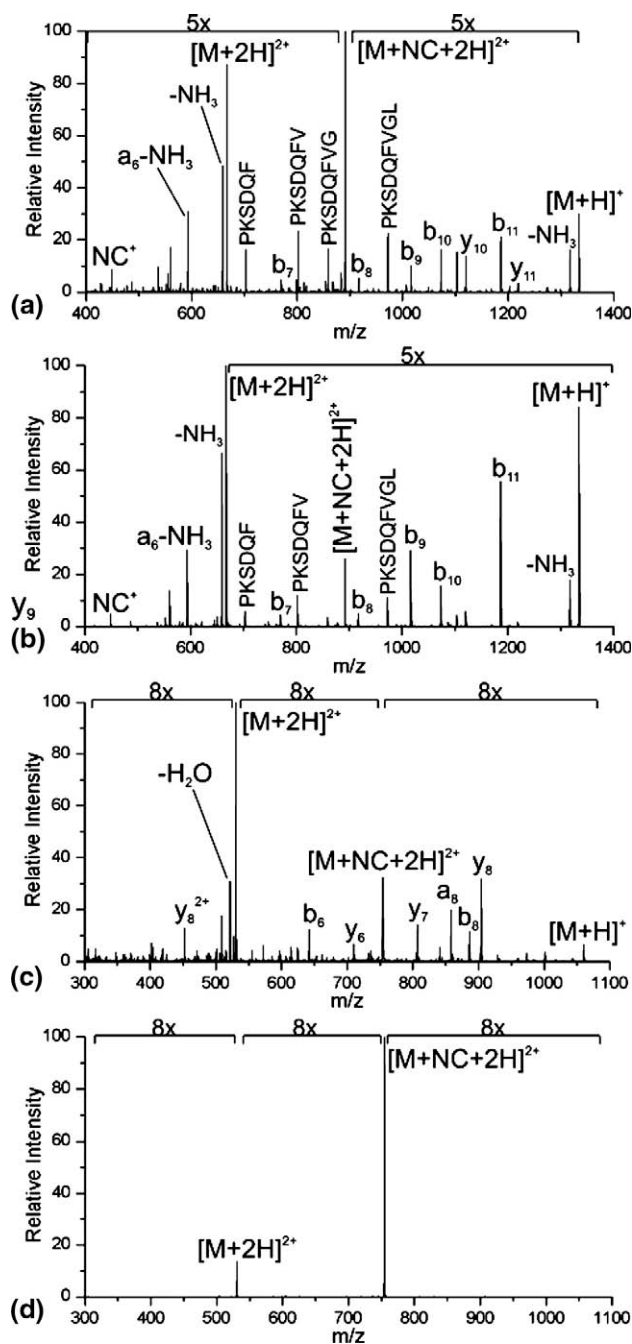 5x 5x
[M+2H]²⁺ [M+NC+2H]²⁺
-NH₃
a₆-NH₃
PKSDQF PKSDQFV PKSDQFVG PKSDQFVGL
[M+H]⁺
NC⁺ b₇ b₈ b₉ b₁₀ y₁₀ b₁₁ y₁₁ -NH₃
Relative Intensity
100
80
60
40
20
0
400 600 800 1000 1200 1400
m/z
(a)
5x
[M+2H]²⁺ [M+H]⁺
-NH₃
[M+NC+2H]²⁺
a₆-NH₃
PKSDQF PKSDQFV PKSDQFVGL
NC⁺ b₇ b₈ b₉ b₁₀ b₁₁ -NH₃
Relative Intensity
100
80
60
40
20
0
y₉
400 600 800 1000 1200 1400
m/z
(b)
8x 8x 8x
[M+2H]²⁺
-H₂O
[M+NC+2H]²⁺
y₈²⁺ b₆ y₆ y₇ a₈ b₈ y₈ [M+H]⁺
Relative Intensity
100
80
60
40
20
0
300 400 500 600 700 800 900 1000 1100
m/z
(c)
8x 8x 8x
[M+NC+2H]²⁺
[M+2H]²⁺
Relative Intensity
100
80
60
40
20
0
300 400 500 600 700 800 900 1000 1100
m/z
(d)